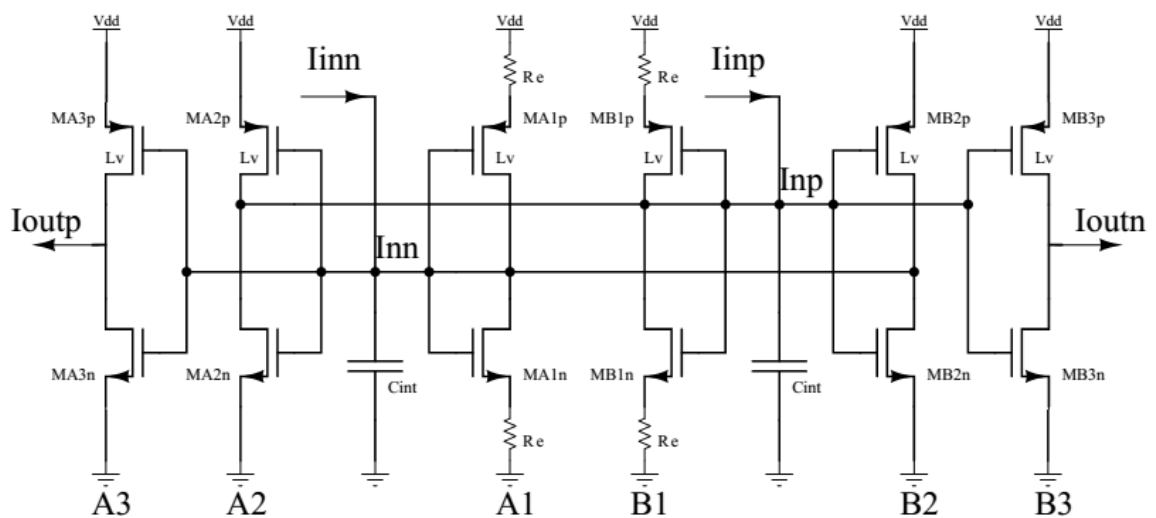 Vdd Vdd Vdd Vdd Vdd Vdd
Iinn Iinp
Re Re
MA3p MA2p MA1p MB1p MB2p MB3p
Lv Lv Lv Lv Lv Lv
Inp
Ioutp Inn Ioutn
MA3n MA2n Cint MA1n MB1n Cint MB2n MB3n
Re Re
A3 A2 A1 B1 B2 B3